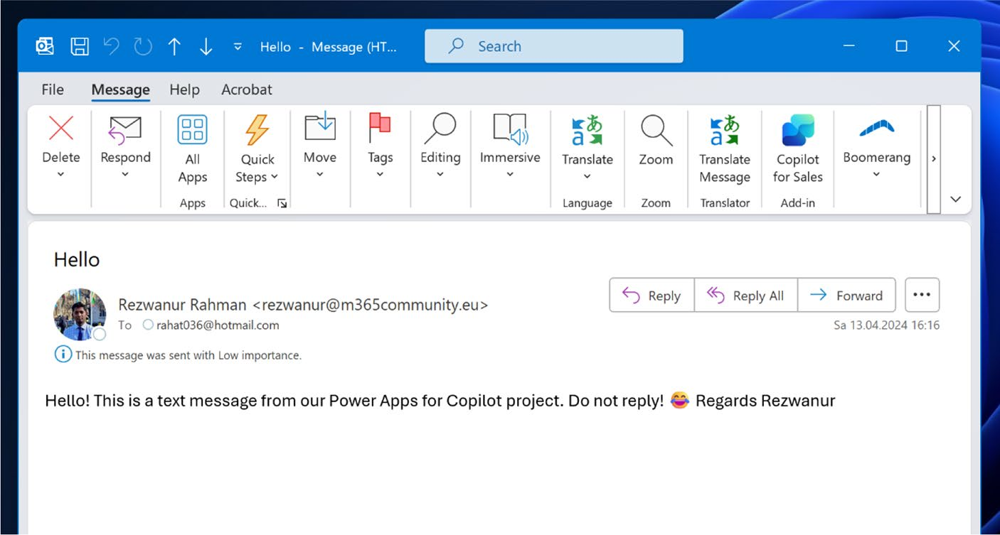 Hello - Message (HT...
Search
File Message Help Acrobat
Delete
Respond
All Apps
Quick Steps
Move
Tags
Editing
Immersive
Translate
Zoom
Translate Message
Copilot for Sales
Boomerang
Apps
Quick...
Language
Zoom
Translator
Add-in
Hello
Rezwanur Rahman <rezwanur@m365community.eu>
To rahat036@hotmail.com
Reply Reply All Forward
Sa 13.04.2024 16:16
This message was sent with Low importance.
Hello! This is a text message from our Power Apps for Copilot project. Do not reply! 😂 Regards Rezwanur